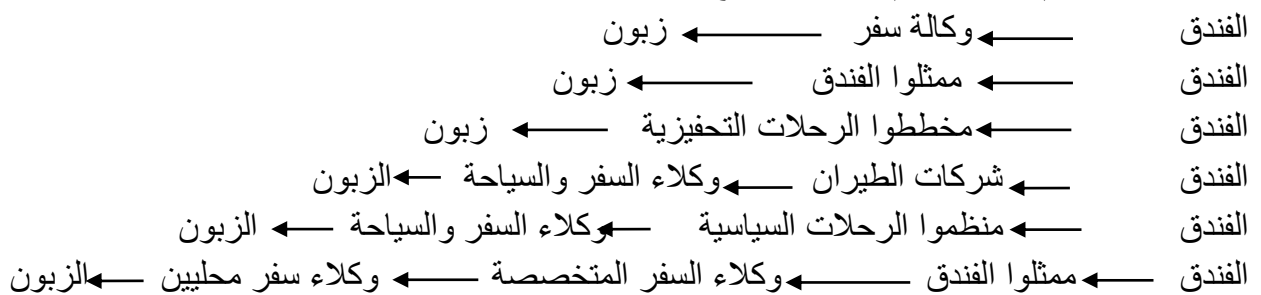 الفندق ← وكالة سفر ← زبون
الفندق ← ممثلوا الفندق ← زبون
الفندق ← مخططوا الرحلات التحفيزية ← زبون
الفندق ← شركات الطيران ← وكلاء السفر والسياحة ← الزبون
الفندق ← منظموا الرحلات السياسية ← وكلاء السفر والسياحة ← الزبون
الفندق ← ممثلوا الفندق ← وكلاء السفر المتخصصة ← وكلاء سفر محليين ← الزبون